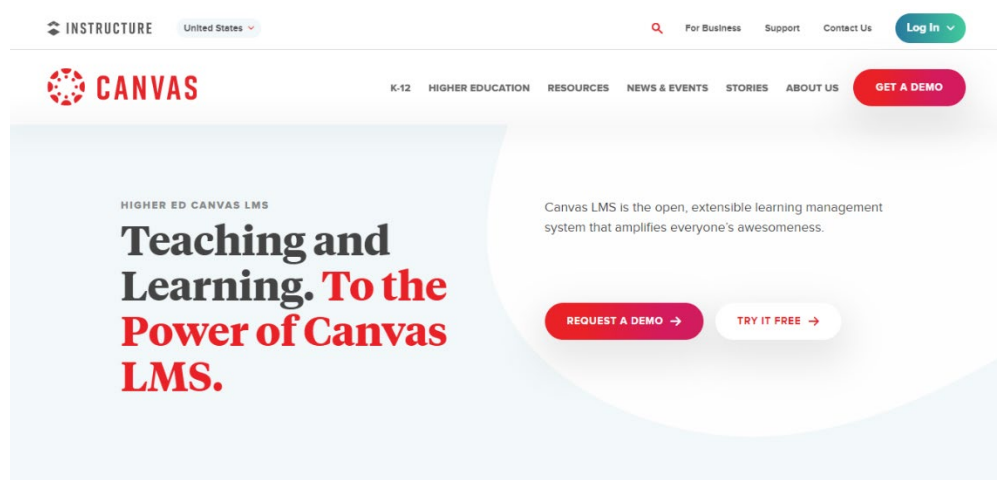 INSTRUCTURE United States For Business Support Contact Us Log In
CANVAS K-12 HIGHER EDUCATION RESOURCES NEWS & EVENTS STORIES ABOUT US GET A DEMO
HIGHER ED CANVAS LMS
Teaching and
Learning. To the
Power of Canvas
LMS.
Canvas LMS is the open, extensible learning management
system that amplifies everyone's awesomeness.
REQUEST A DEMO → TRY IT FREE →